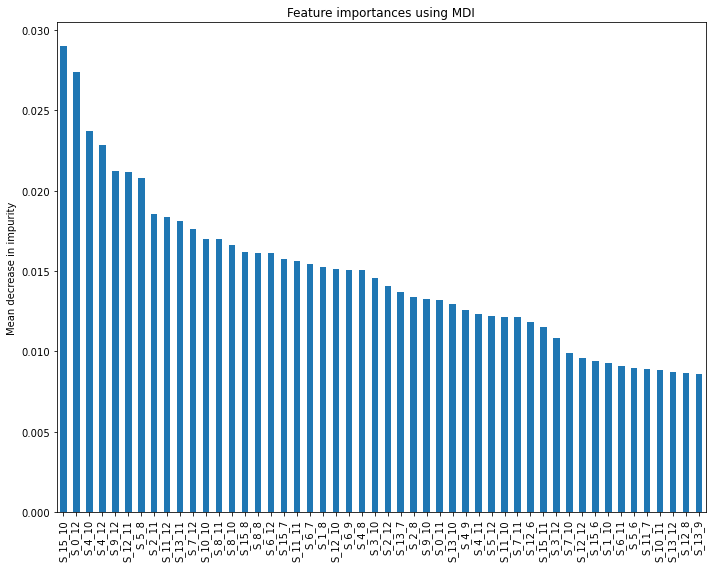 Feature importances using MDI
Mean decrease in impurity
0.030
0.025
0.020
0.015
0.010
0.005
0.000
S_15_10
S_0_12
S_4_10
S_4_12
S_9_12
S_12_11
S_5_8
S_2_11
S_11_12
S_13_11
S_7_12
S_10_10
S_8_11
S_8_10
S_15_8
S_8_8
S_6_12
S_15_7
S_11_11
S_6_7
S_1_8
S_12_10
S_6_9
S_4_8
S_3_10
S_2_12
S_13_7
S_2_8
S_9_10
S_0_11
S_13_10
S_4_9
S_4_11
S_5_12
S_11_10
S_7_11
S_12_6
S_15_11
S_3_12
S_7_10
S_12_12
S_15_6
S_1_10
S_6_11
S_5_6
S_11_7
S_10_11
S_10_12
S_12_8
S_13_9